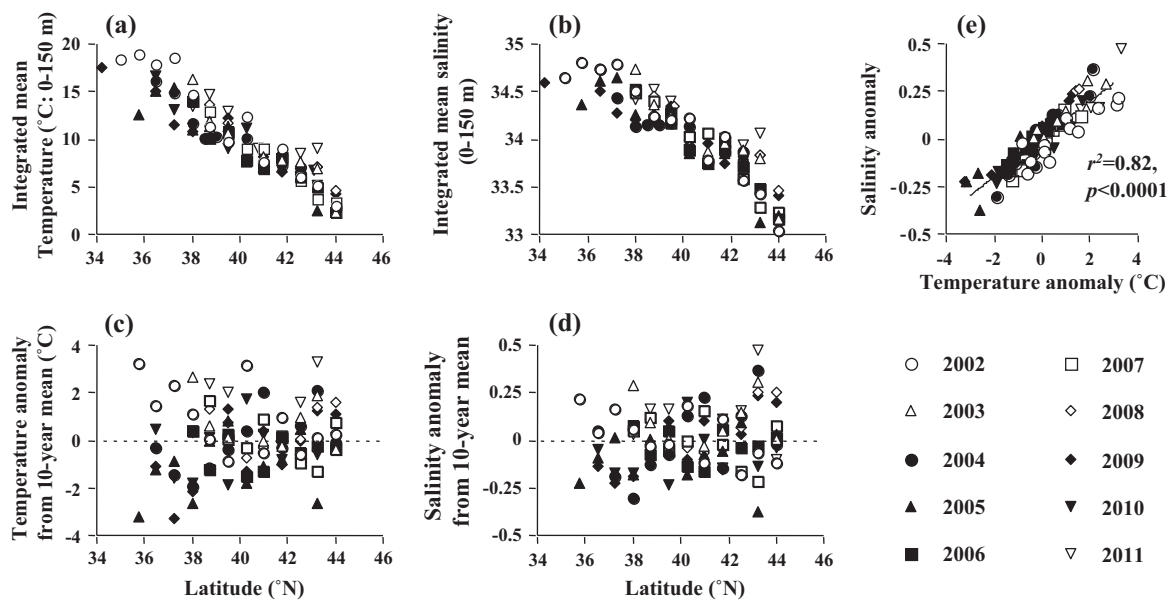 (a)
Integrated mean
Temperature (˚C: 0-150 m)
20
15
10
5
0
34 36 38 40 42 44 46
(b)
Integrated mean salinity
(0-150 m)
35
34.5
34
33.5
33
34 36 38 40 42 44 46
(e)
Salinity anomaly
0.5
0.25
0
-0.25
-0.5
r²=0.82,
p<0.0001
-4 -2 0 2 4
Temperature anomaly (˚C)
(c)
Temperature anomaly
from 10-year mean (˚C)
4
2
0
-2
-4
34 36 38 40 42 44 46
Latitude (˚N)
(d)
Salinity anomaly
from 10-year mean
0.5
0.25
0
-0.25
-0.5
34 36 38 40 42 44 46
Latitude (˚N)
2002 2007
2003 2008
2004 2009
2005 2010
2006 2011